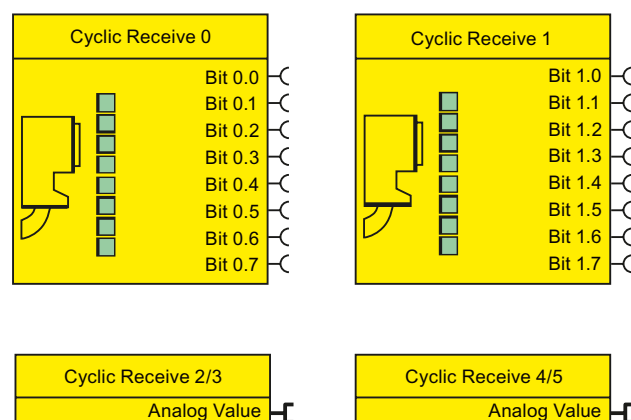 Cyclic Receive 0
Bit 0.0
Bit 0.1
Bit 0.2
Bit 0.3
Bit 0.4
Bit 0.5
Bit 0.6
Bit 0.7
Cyclic Receive 1
Bit 1.0
Bit 1.1
Bit 1.2
Bit 1.3
Bit 1.4
Bit 1.5
Bit 1.6
Bit 1.7
Cyclic Receive 2/3
Analog Value
Cyclic Receive 4/5
Analog Value